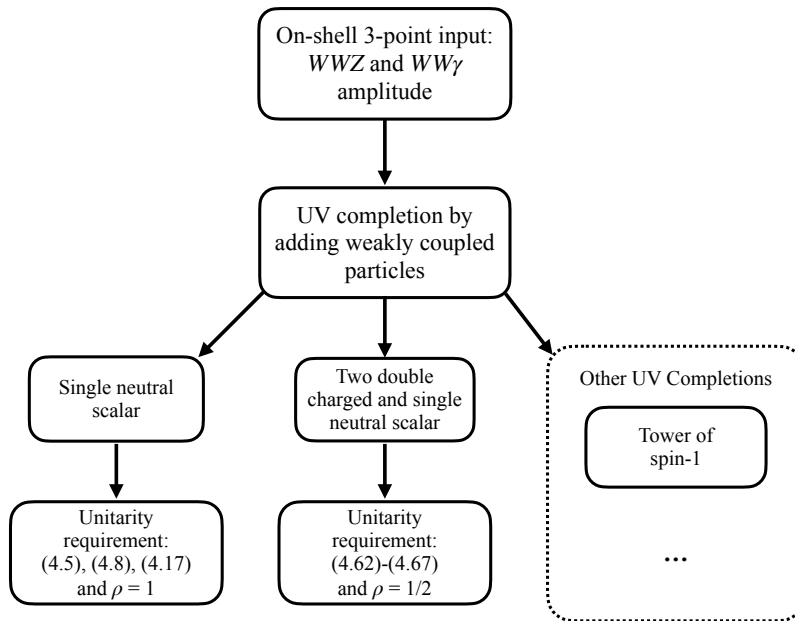 On-shell 3-point input:
WWZ and WWγ
amplitude
UV completion by
adding weakly coupled
particles
Single neutral
scalar
Two double
charged and single
neutral scalar
Other UV Completions
Tower of
spin-1
Unitarity
requirement:
(4.5), (4.8), (4.17)
and ρ = 1
Unitarity
requirement:
(4.62)-(4.67)
and ρ = 1/2
...